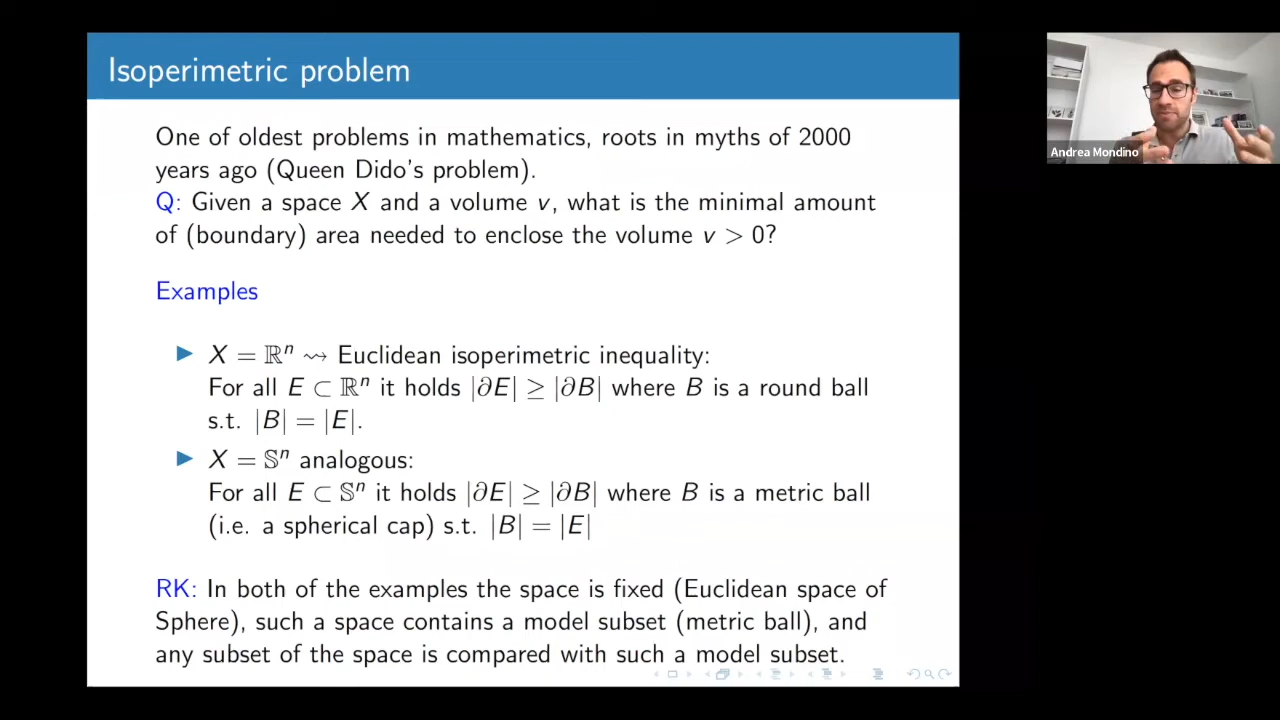 Isoperimetric problem
One of oldest problems in mathematics, roots in myths of 2000
years ago (Queen Dido's problem).
Q: Given a space X and a volume v, what is the minimal amount
of (boundary) area needed to enclose the volume v > 0?
Examples
▶ X = ℝⁿ ⇝ Euclidean isoperimetric inequality:
For all E ⊂ ℝⁿ it holds |∂E| ≥ |∂B| where B is a round ball
s.t. |B| = |E|.
▶ X = 𝕊ⁿ analogous:
For all E ⊂ 𝕊ⁿ it holds |∂E| ≥ |∂B| where B is a metric ball
(i.e. a spherical cap) s.t. |B| = |E|
RK: In both of the examples the space is fixed (Euclidean space of
Sphere), such a space contains a model subset (metric ball), and
any subset of the space is compared with such a model subset.
Andrea Mondino